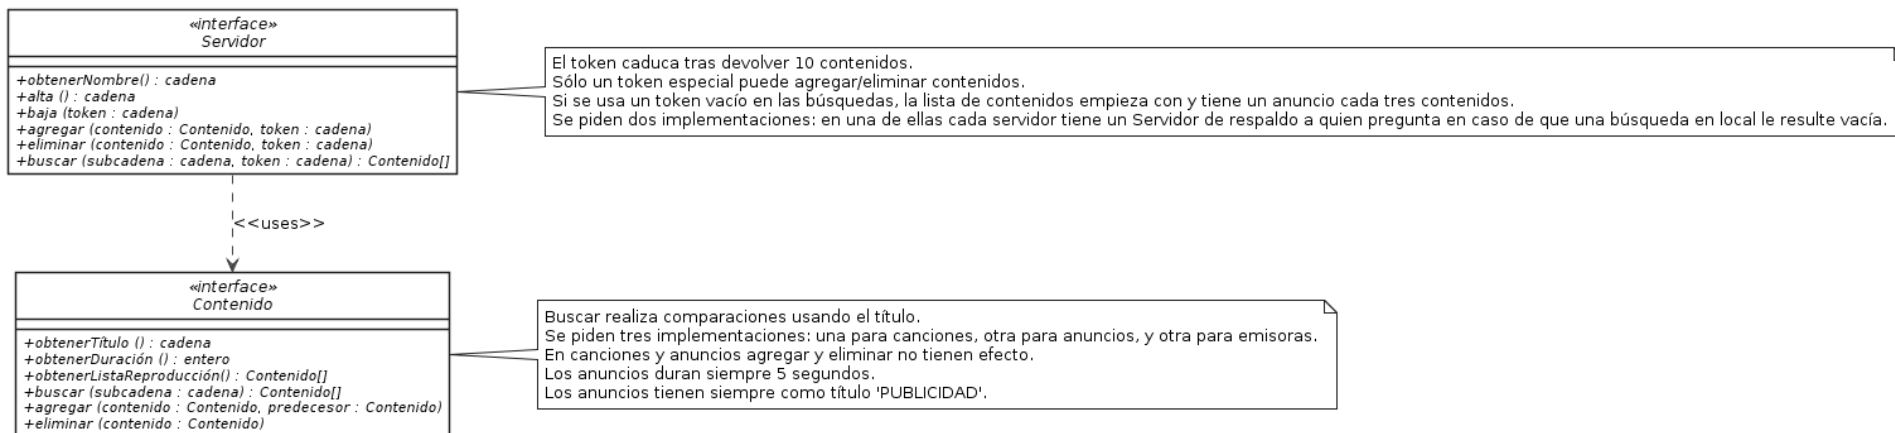 «interface»
Servidor
+obtenerNombre() : cadena
+alta () : cadena
+baja (token : cadena)
+agregar (contenido : Contenido, token : cadena)
+eliminar (contenido : Contenido, token : cadena)
+buscar (subcadena : cadena, token : cadena) : Contenido[]
El token caduca tras devolver 10 contenidos.
Sólo un token especial puede agregar/eliminar contenidos.
Si se usa un token vacío en las búsquedas, la lista de contenidos empieza con y tiene un anuncio cada tres contenidos.
Se piden dos implementaciones: en una de ellas cada servidor tiene un Servidor de respaldo a quien pregunta en caso de que una búsqueda en local le resulte vacía.
<<uses>>
«interface»
Contenido
+obtenerTítulo () : cadena
+obtenerDuración () : entero
+obtenerListaReproducción() : Contenido[]
+buscar (subcadena : cadena) : Contenido[]
+agregar (contenido : Contenido, predecesor : Contenido)
+eliminar (contenido : Contenido)
Buscar realiza comparaciones usando el título.
Se piden tres implementaciones: una para canciones, otra para anuncios, y otra para emisoras.
En canciones y anuncios agregar y eliminar no tienen efecto.
Los anuncios duran siempre 5 segundos.
Los anuncios tienen siempre como título 'PUBLICIDAD'.